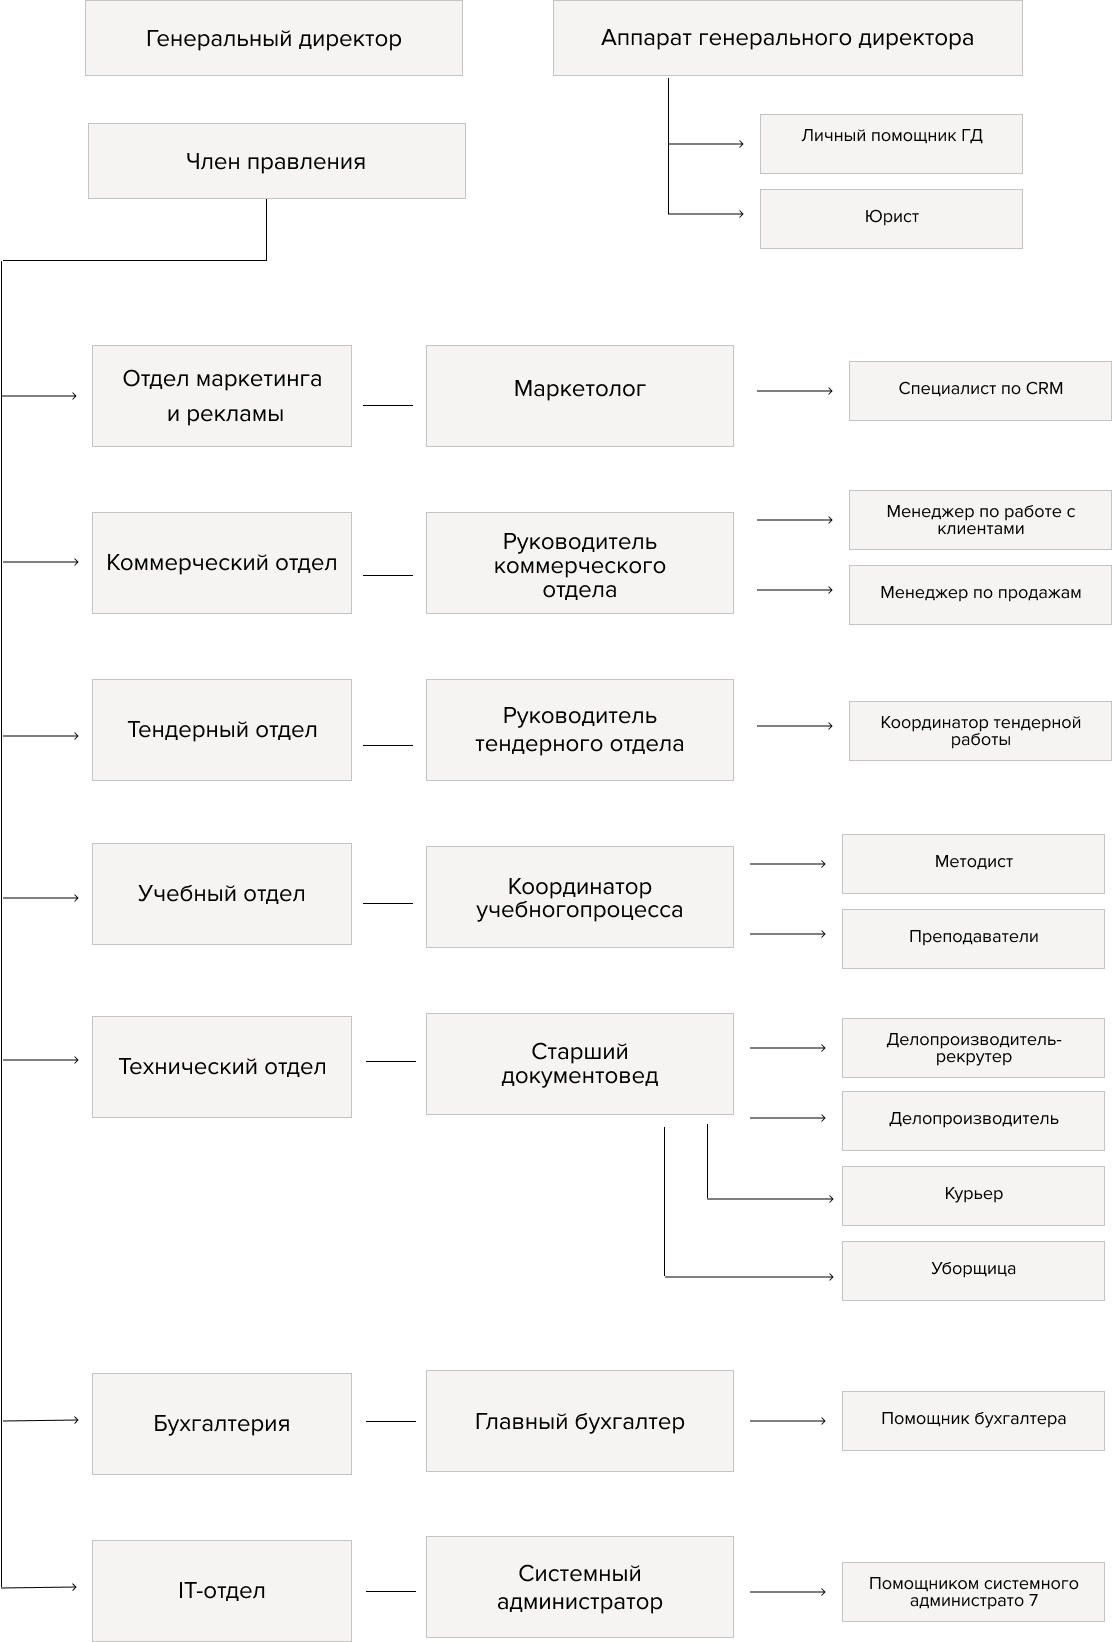 Генеральный директор
Аппарат генерального директора
Личный помощник ГД
Член правления
Юрист
Отдел маркетинга
и рекламы
Маркетолог
Специалист по CRM
Коммерческий отдел
Руководитель
коммерческого
отдела
Менеджер по работе с
клиентами
Менеджер по продажам
Тендерный отдел
Руководитель
тендерного отдела
Координатор тендерной
работы
Учебный отдел
Координатор
учебногопроцесса
Методист
Преподаватели
Технический отдел
Старший
документовед
Делопроизводитель-
рекрутер
Делопроизводитель
Курьер
Уборщица
Бухгалтерия
Главный бухгалтер
Помощник бухгалтера
IT-отдел
Системный
администратор
Помощником системного
администрато 7